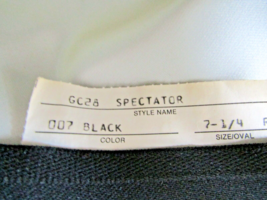 GC28 SPECTATOR
STYLE NAME
007 BLACK 7-1/4
COLOR SIZE/OVAL